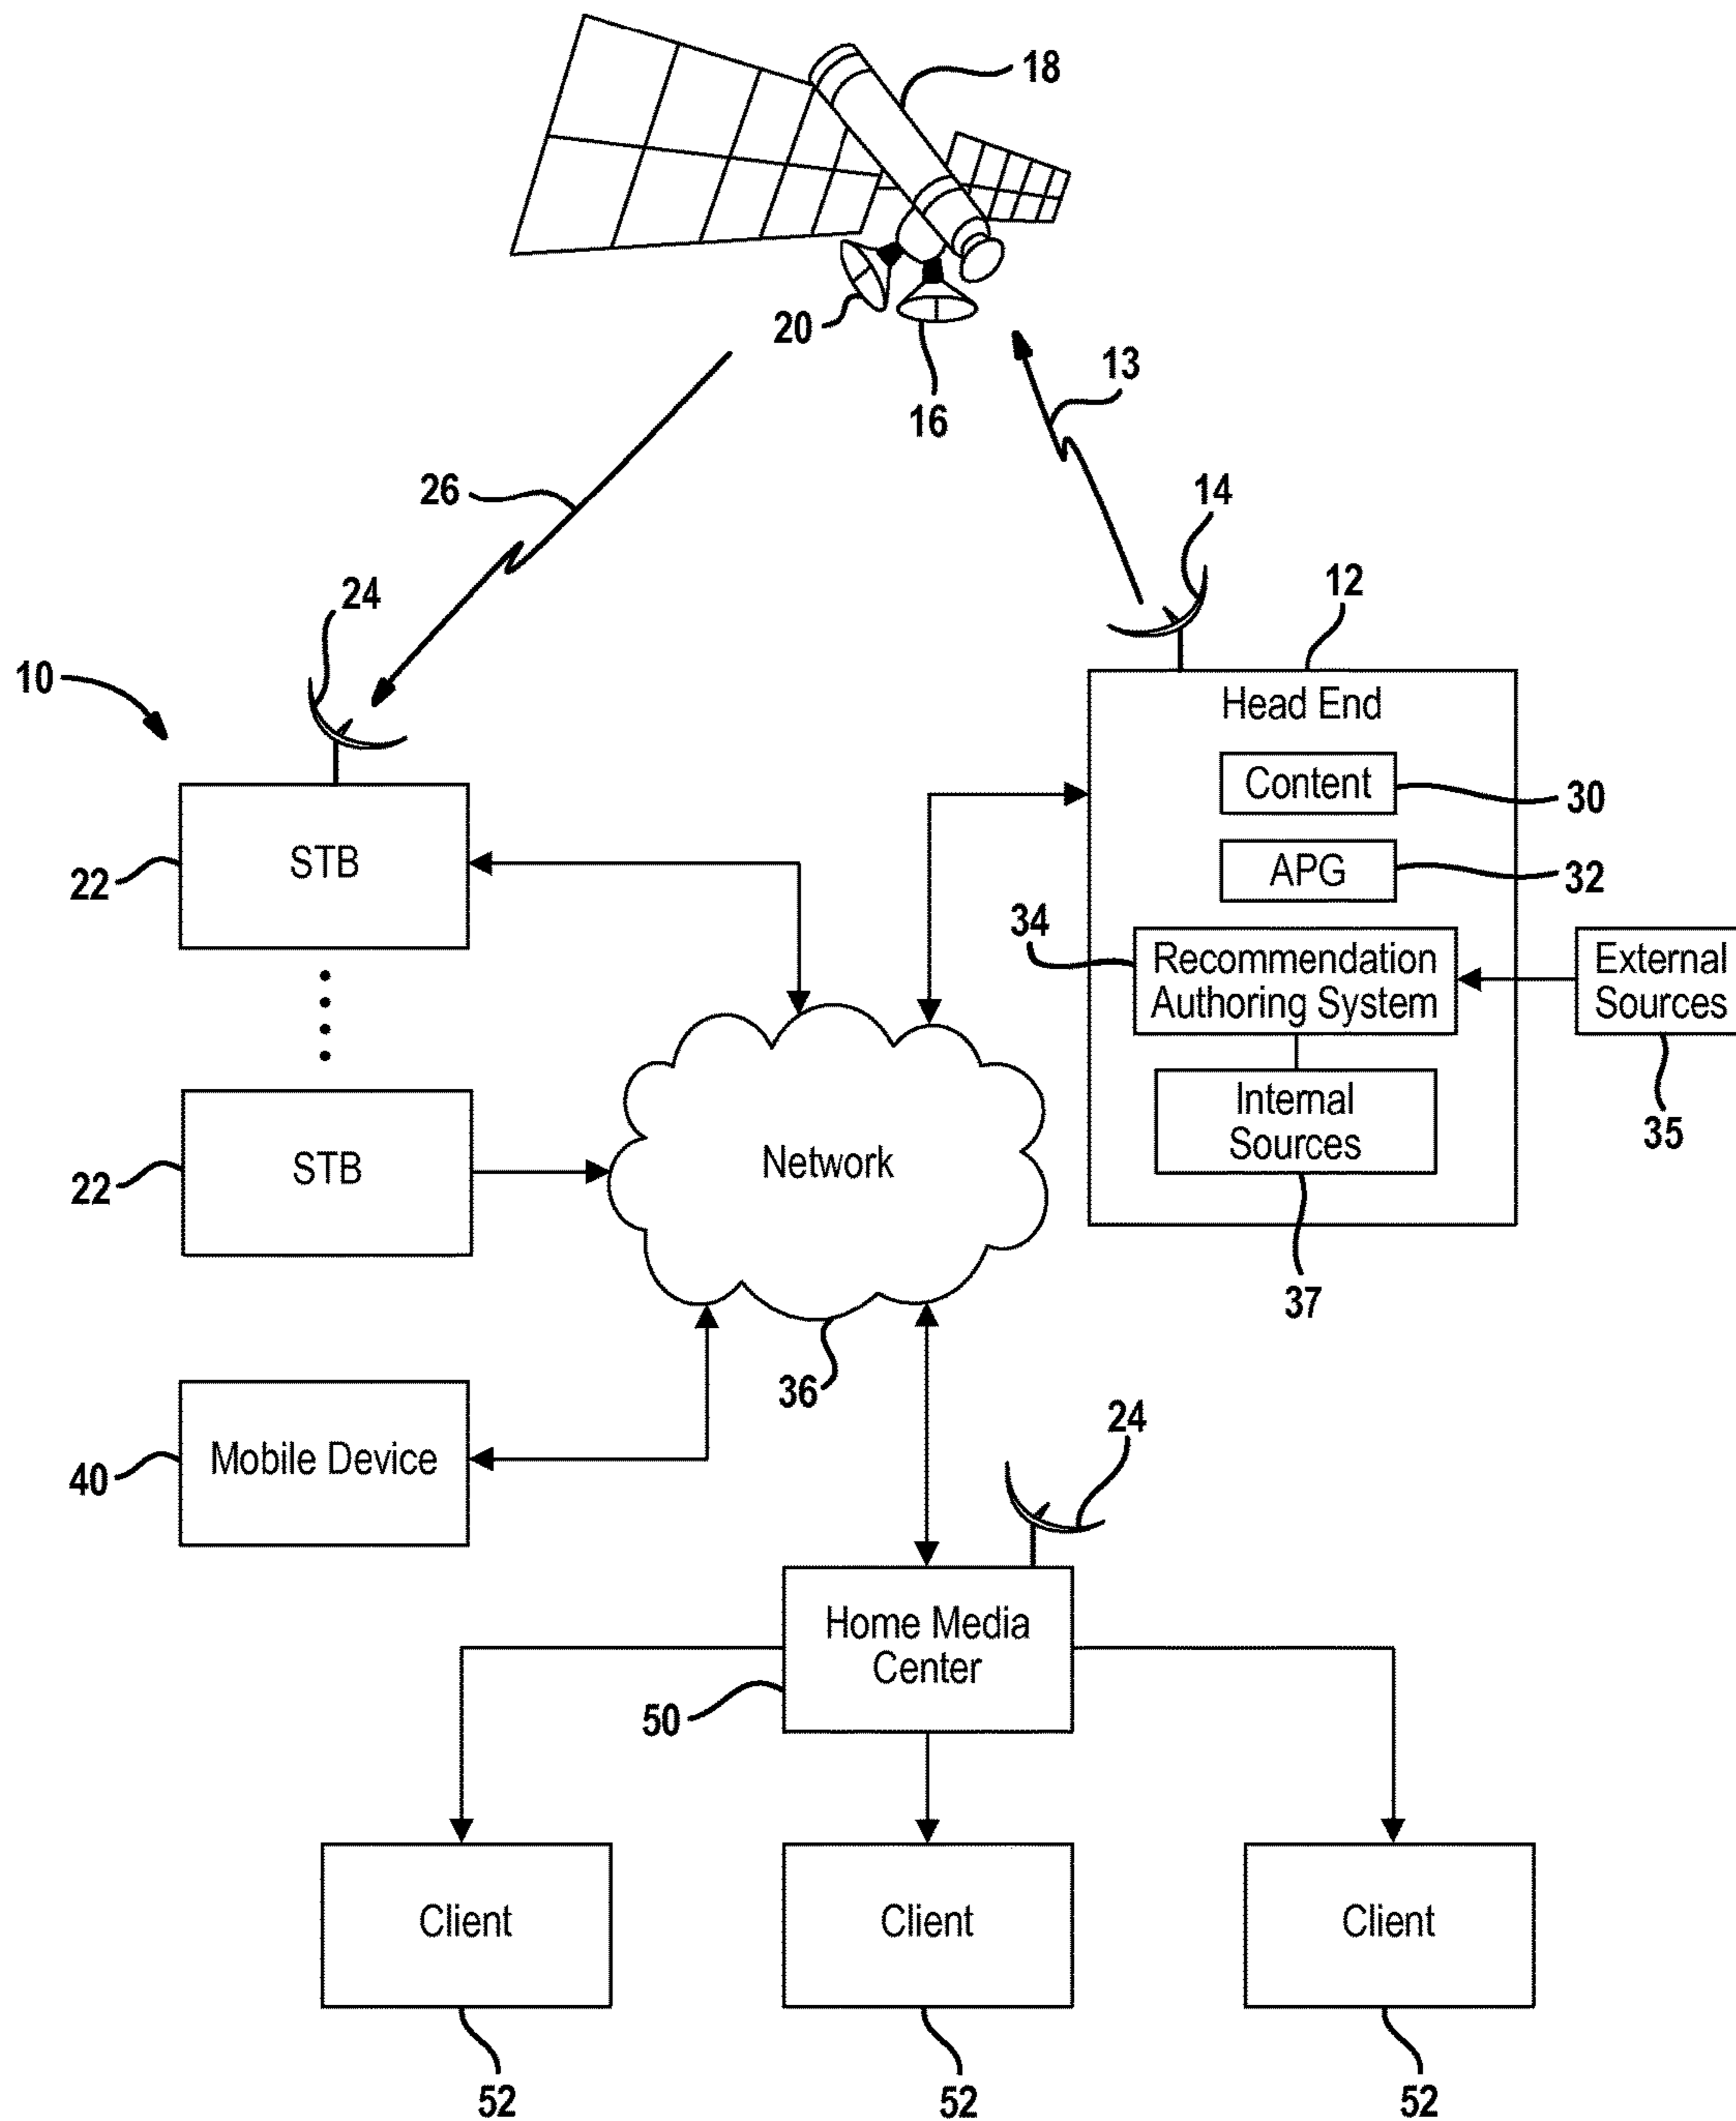 18
20
16
13
26
14
24
12
10
Head End
Content
30
STB
22
APG
32
34
Recommendation
Authoring System
External
Sources
35
Internal
Sources
37
STB
22
Network
36
Mobile Device
40
24
Home Media
Center
50
Client
Client
Client
52
52
52